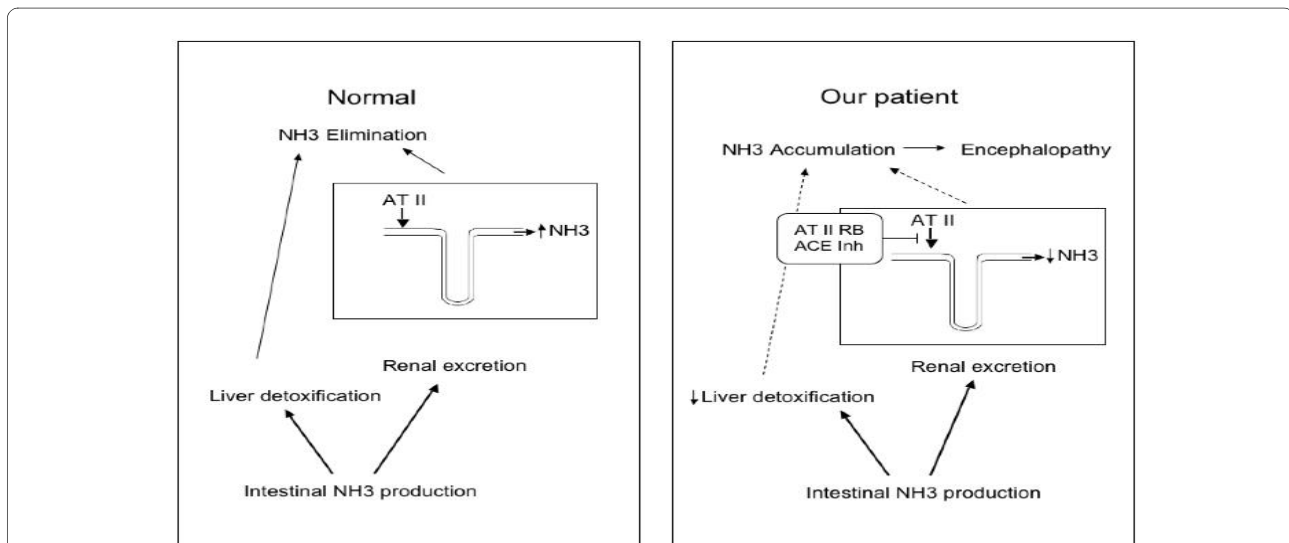 Normal
NH3 Elimination
AT II
↑NH3
Renal excretion
Liver detoxification
Intestinal NH3 production
Our patient
NH3 Accumulation → Encephalopathy
AT II RB
ACE Inh
AT II
↓NH3
Renal excretion
↓Liver detoxification
Intestinal NH3 production